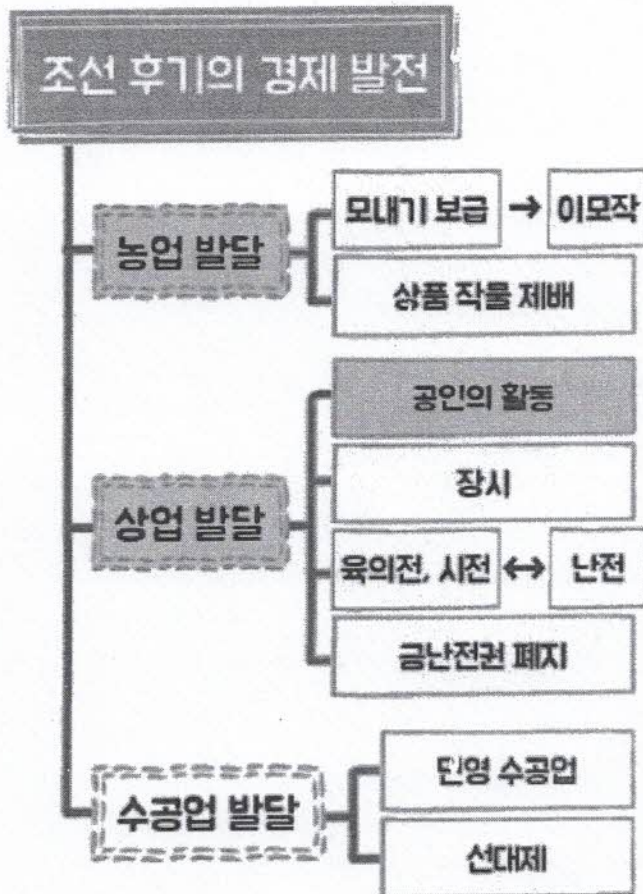 조선 후기의 경제 발전
농업 발달
모내기 보급 → 이모작
상품 작물 재배
상업 발달
공인의 활동
장시
육의전, 시전 ↔ 난전
금난전권 폐지
수공업 발달
민영 수공업
선대제